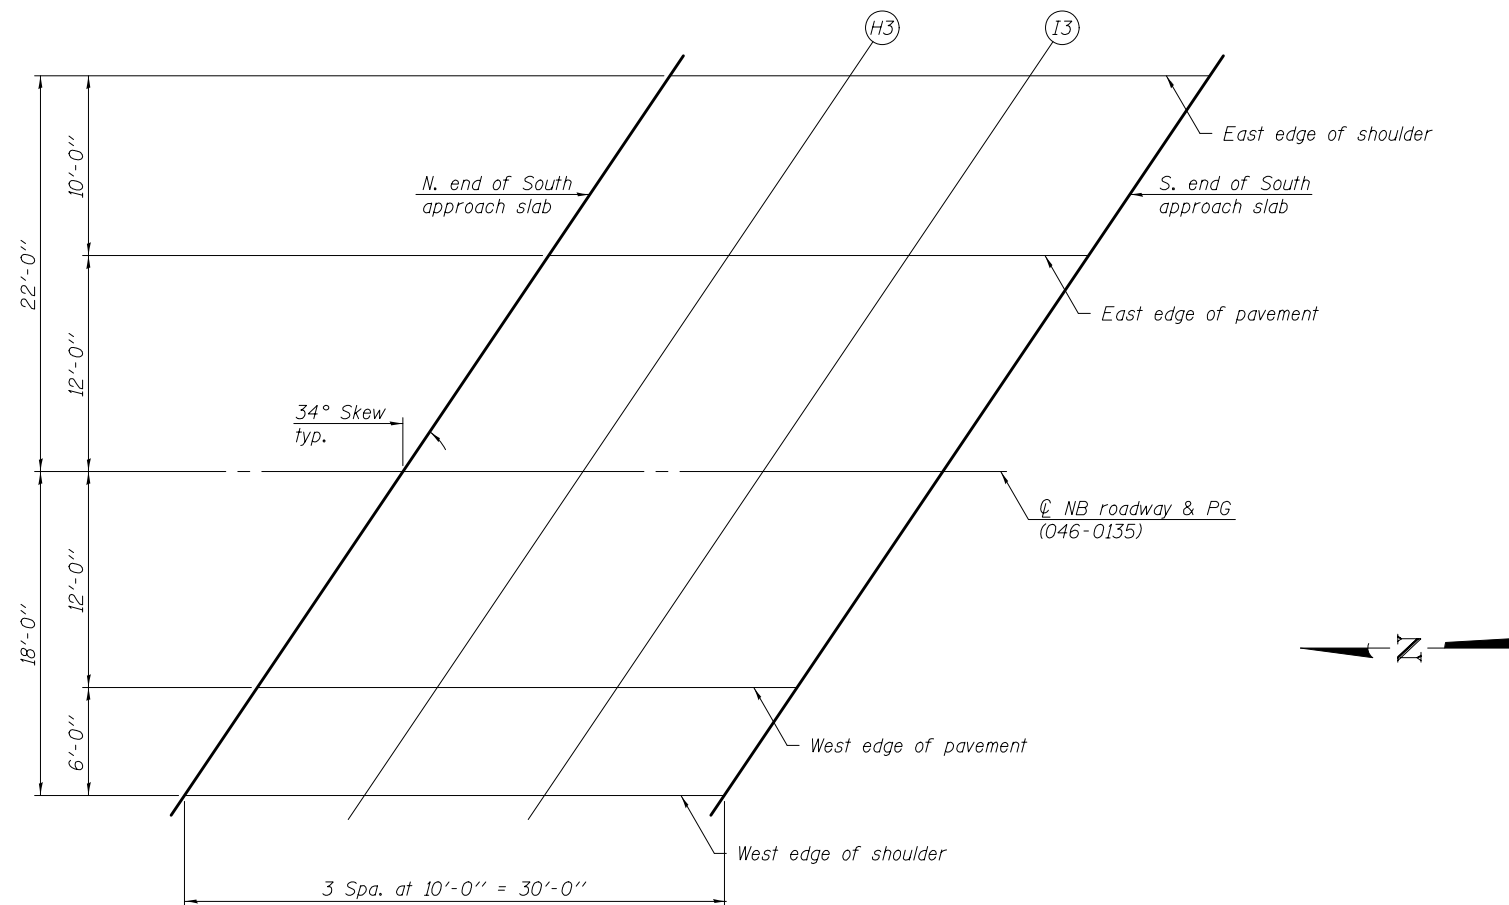 H3
I3
East edge of shoulder
10'-0"
N. end of South
approach slab
S. end of South
approach slab
22'-0"
East edge of pavement
12'-0"
34° Skew
typ.
℄ NB roadway & PG
(046-0135)
12'-0"
18'-0"
N
6'-0"
West edge of pavement
West edge of shoulder
3 Spa. at 10'-0" = 30'-0"